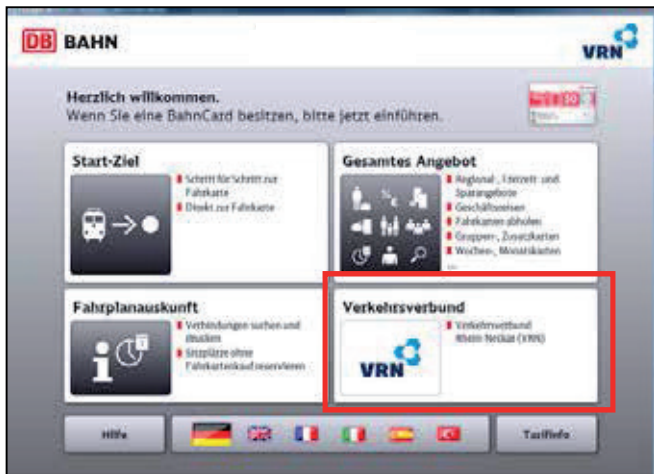 DB BAHN
VRN
Herzlich willkommen.
Wenn Sie eine BahnCard besitzen, bitte jetzt einführen.
Start-Ziel
Schritt für Schritt zur
Fahrkarte
Direkt zur Fahrkarte
Gesamtes Angebot
Regional-, Freizeit- und
Sparangebote
Geschäftsreisen
Fahrkarten abholen
Gruppen-, Zusatzkarten
Wochen-, Monatskarten
...
Fahrplanauskunft
Verbindungen suchen und
drucken
Sitzplätze ohne
Fahrkartenkauf reservieren
Verkehrsverbund
VRN
Verkehrsverbund
Rhein-Neckar (VRN)
Hilfe
Tarifinfo